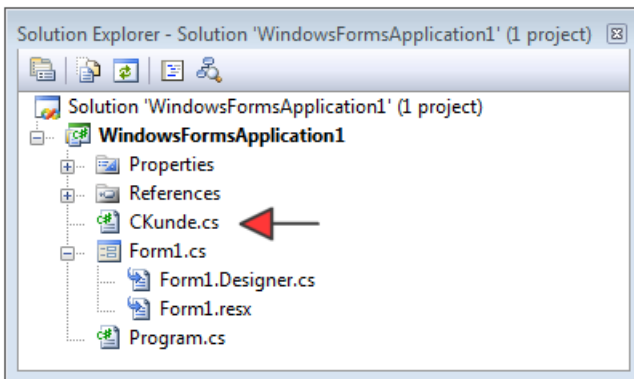 Solution Explorer - Solution 'WindowsFormsApplication1' (1 project)
Solution 'WindowsFormsApplication1' (1 project)
WindowsFormsApplication1
Properties
References
CKunde.cs
Form1.cs
Form1.Designer.cs
Form1.resx
Program.cs